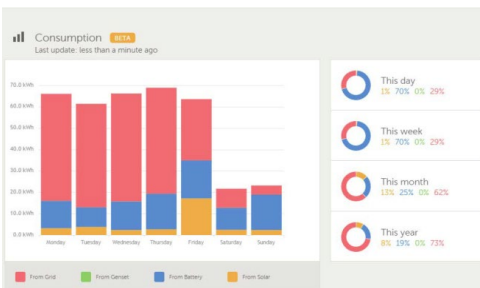 Consumption BETA
Last update: less than a minute ago
70.0 kWh
60.0 kWh
50.0 kWh
40.0 kWh
30.0 kWh
20.0 kWh
10.0 kWh
0.0 kWh
Monday Tuesday Wednesday Thursday Friday Saturday Sunday
From Grid From Genset From Battery From Solar
This day
1% 70% 0% 29%
This week
1% 70% 0% 29%
This month
13% 25% 0% 62%
This year
8% 19% 0% 73%